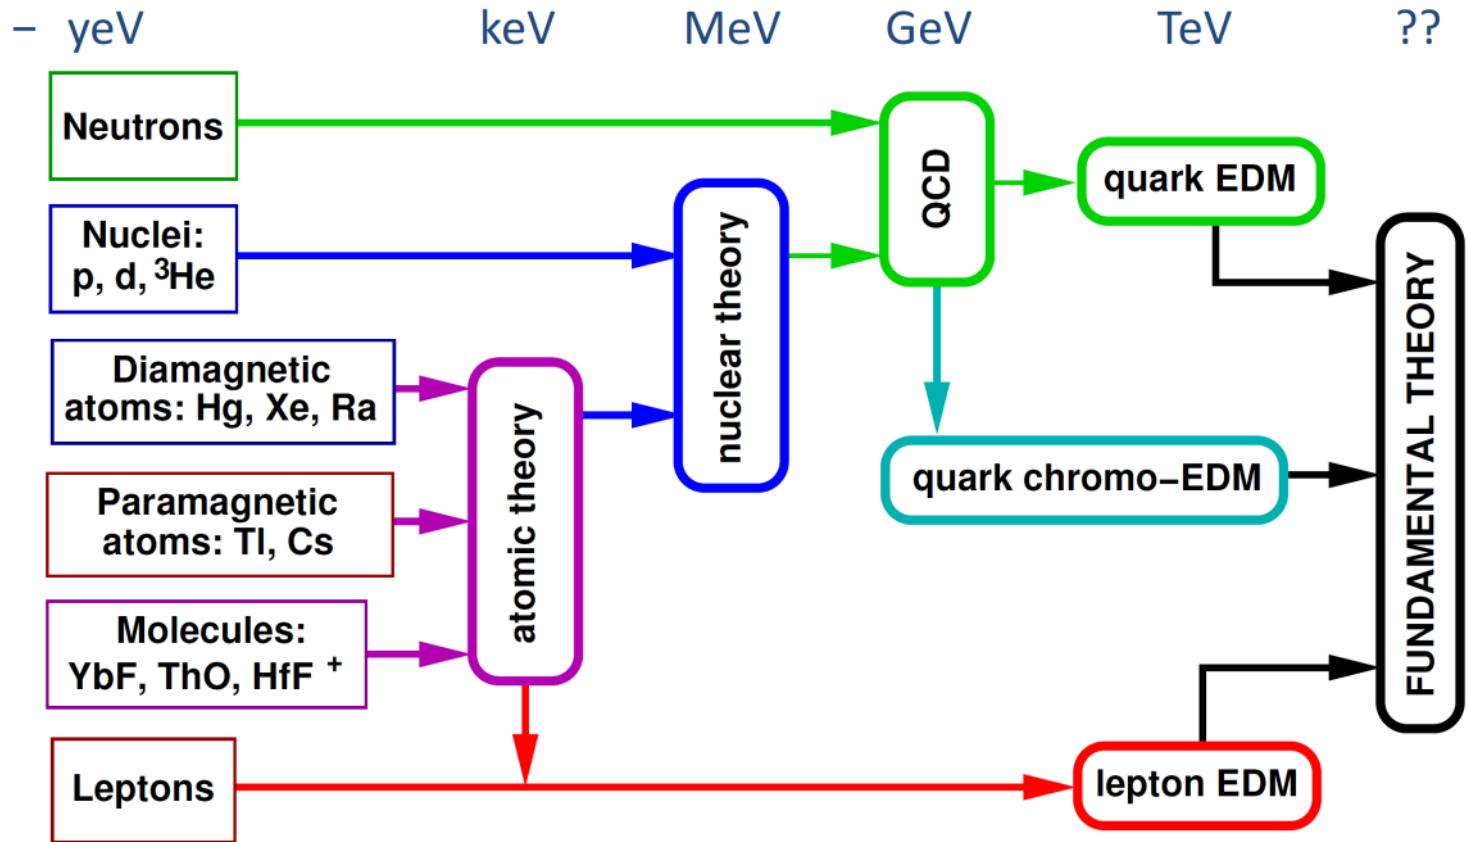 – yeV keV MeV GeV TeV ??
Neutrons
Nuclei:
p, d, ³He
Diamagnetic
atoms: Hg, Xe, Ra
Paramagnetic
atoms: Tl, Cs
Molecules:
YbF, ThO, HfF ⁺
Leptons
atomic theory
nuclear theory
QCD
quark EDM
quark chromo–EDM
lepton EDM
FUNDAMENTAL THEORY